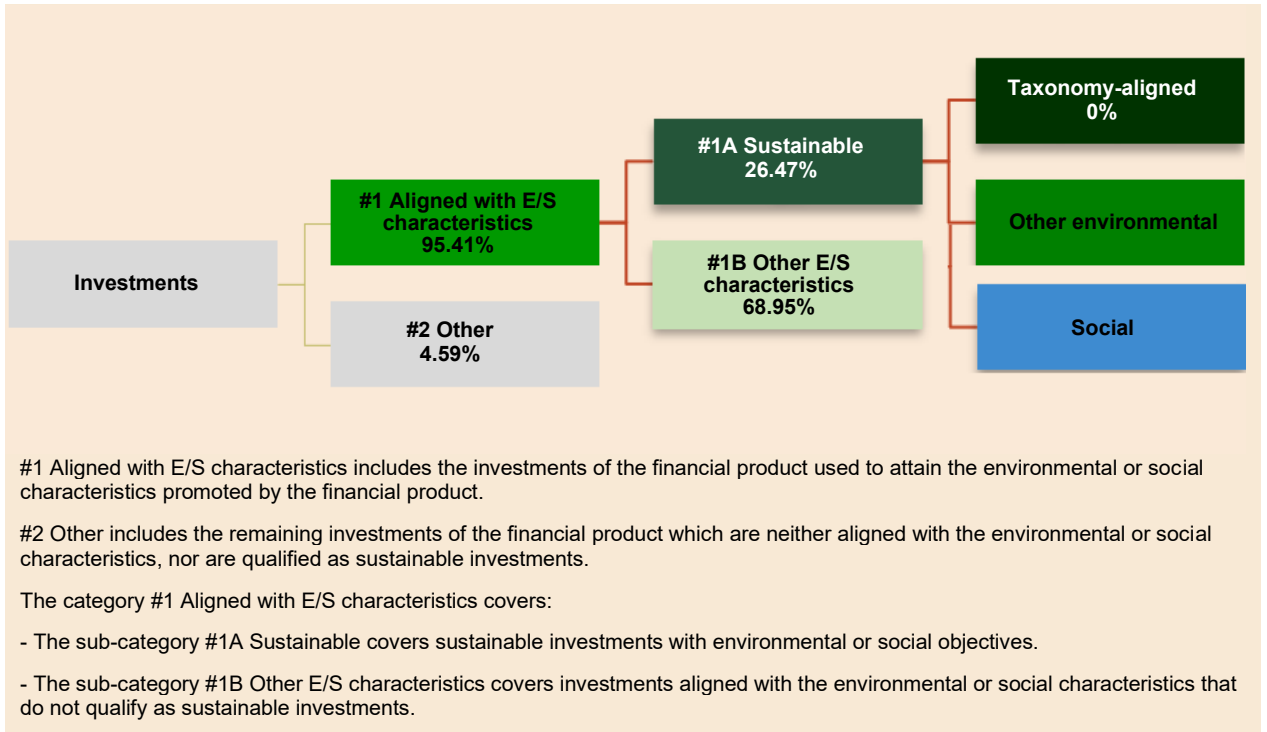 Investments
#1 Aligned with E/S
characteristics
95.41%
#2 Other
4.59%
#1A Sustainable
26.47%
#1B Other E/S
characteristics
68.95%
Taxonomy-aligned
0%
Other environmental
Social
#1 Aligned with E/S characteristics includes the investments of the financial product used to attain the environmental or social
characteristics promoted by the financial product.
#2 Other includes the remaining investments of the financial product which are neither aligned with the environmental or social
characteristics, nor are qualified as sustainable investments.
The category #1 Aligned with E/S characteristics covers:
- The sub-category #1A Sustainable covers sustainable investments with environmental or social objectives.
- The sub-category #1B Other E/S characteristics covers investments aligned with the environmental or social characteristics that
do not qualify as sustainable investments.